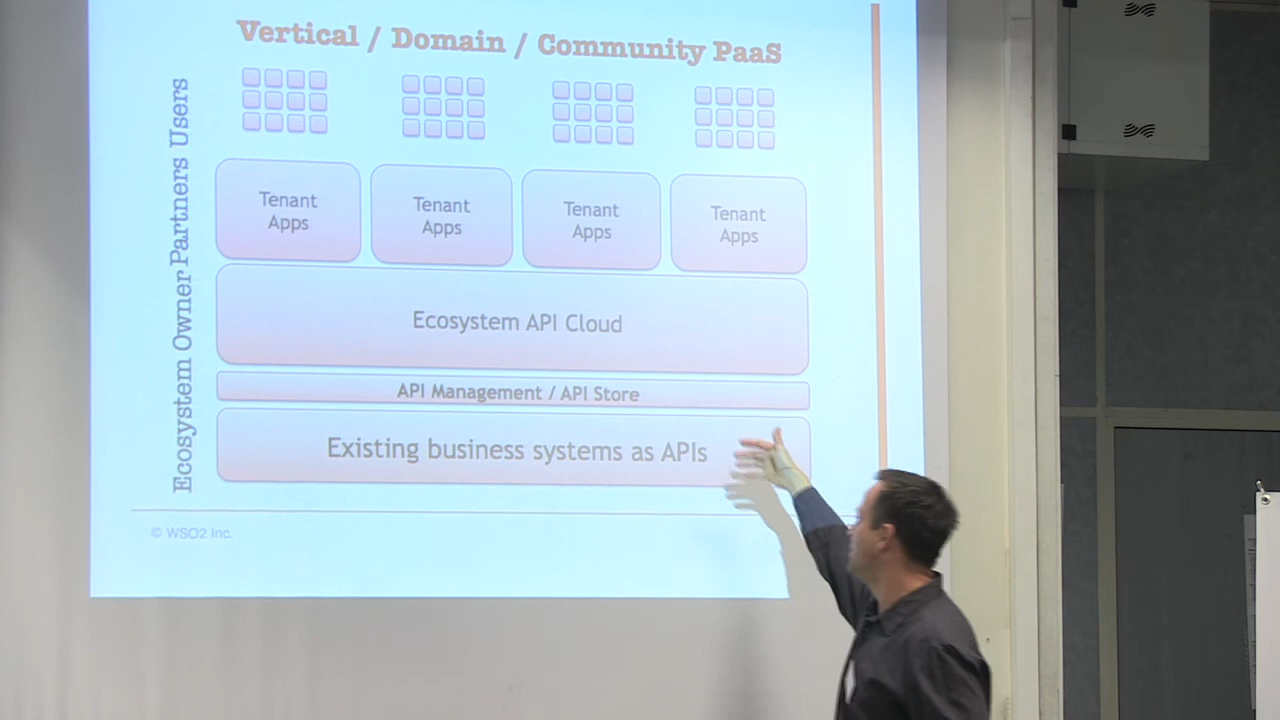 Vertical / Domain / Community PaaS
Users
Partners
Ecosystem Owner
Tenant
Apps
Tenant
Apps
Tenant
Apps
Tenant
Apps
Ecosystem API Cloud
API Management / API Store
Existing business systems as APIs
© WSO2 Inc.